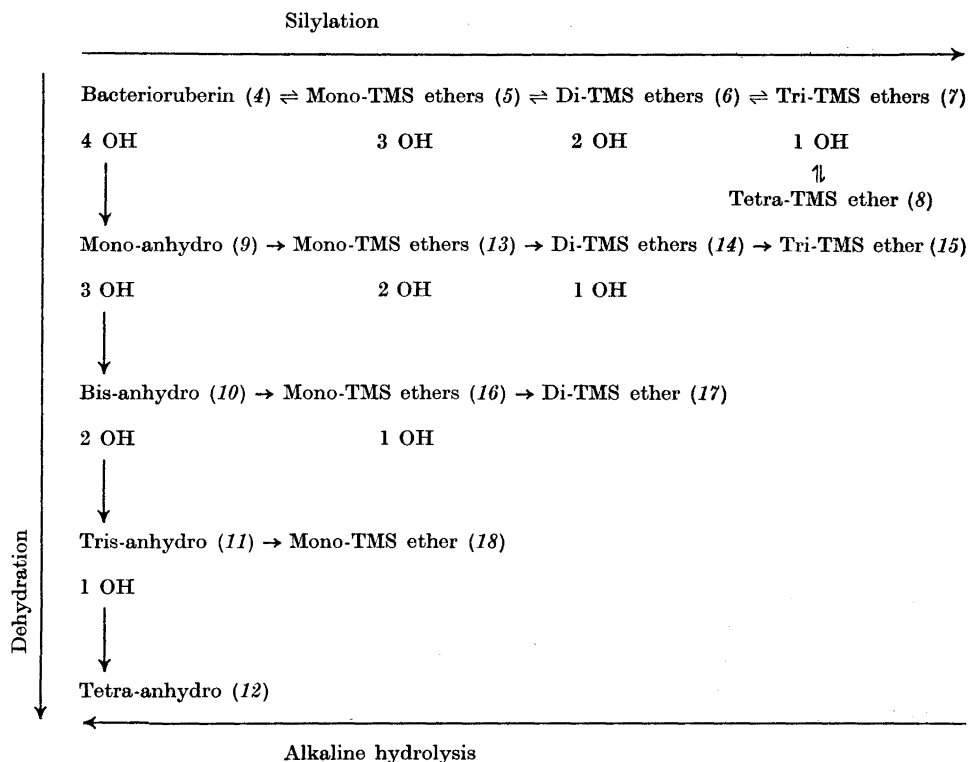 Silylation
Bacterioruberin (4) ⇌ Mono-TMS ethers (5) ⇌ Di-TMS ethers (6) ⇌ Tri-TMS ethers (7)
4 OH 3 OH 2 OH 1 OH
⥮
Tetra-TMS ether (8)
Mono-anhydro (9) → Mono-TMS ethers (13) → Di-TMS ethers (14) → Tri-TMS ether (15)
3 OH 2 OH 1 OH
Bis-anhydro (10) → Mono-TMS ethers (16) → Di-TMS ether (17)
2 OH 1 OH
Tris-anhydro (11) → Mono-TMS ether (18)
1 OH
Tetra-anhydro (12)
Dehydration
Alkaline hydrolysis